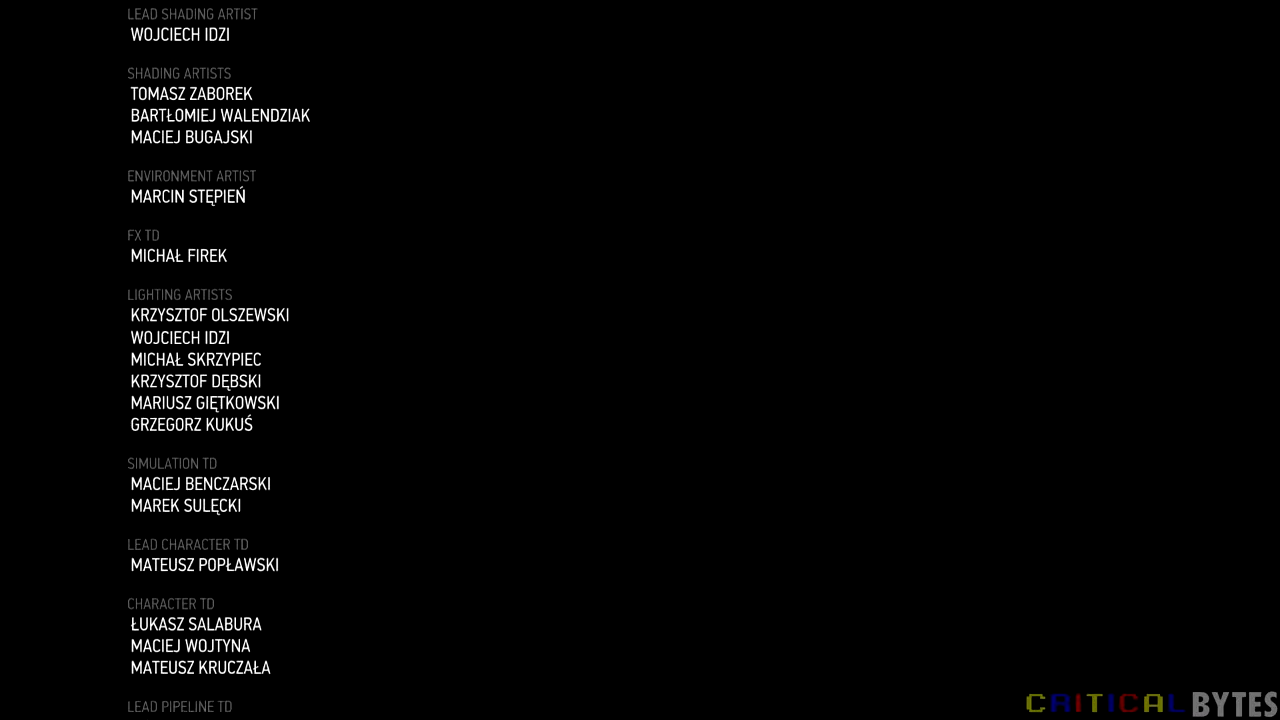 LEAD SHADING ARTIST
WOJCIECH IDZI
SHADING ARTISTS
TOMASZ ZABOREK
BARTŁOMIEJ WALENDZIAK
MACIEJ BUGAJSKI
ENVIRONMENT ARTIST
MARCIN STĘPIEŃ
FX TD
MICHAŁ FIREK
LIGHTING ARTISTS
KRZYSZTOF OLSZEWSKI
WOJCIECH IDZI
MICHAŁ SKRZYPIEC
KRZYSZTOF DĘBSKI
MARIUSZ GIĘTKOWSKI
GRZEGORZ KUKUŚ
SIMULATION TD
MACIEJ BENCZARSKI
MAREK SULĘCKI
LEAD CHARACTER TD
MATEUSZ POPŁAWSKI
CHARACTER TD
ŁUKASZ SALABURA
MACIEJ WOJTYNA
MATEUSZ KRUCZAŁA
LEAD PIPELINE TD
CRITICAL BYTES